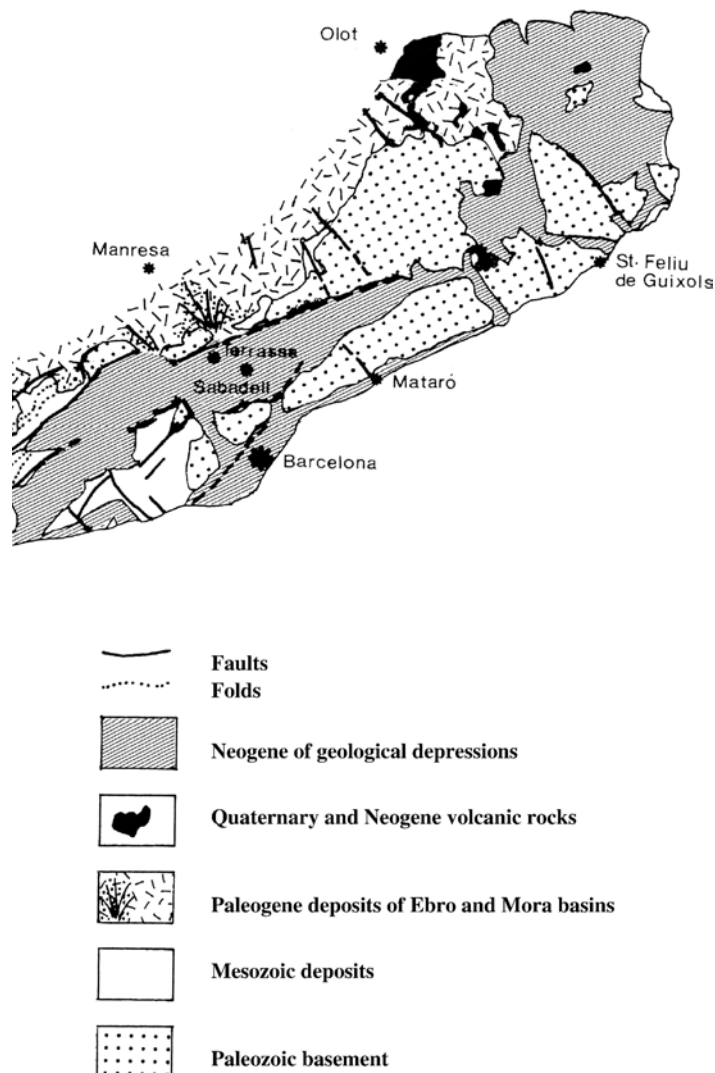 Olot
Manresa
St. Feliu
de Guixols
Terrassa
Sabadell
Mataró
Barcelona
Faults
Folds
Neogene of geological depressions
Quaternary and Neogene volcanic rocks
Paleogene deposits of Ebro and Mora basins
Mesozoic deposits
Paleozoic basement